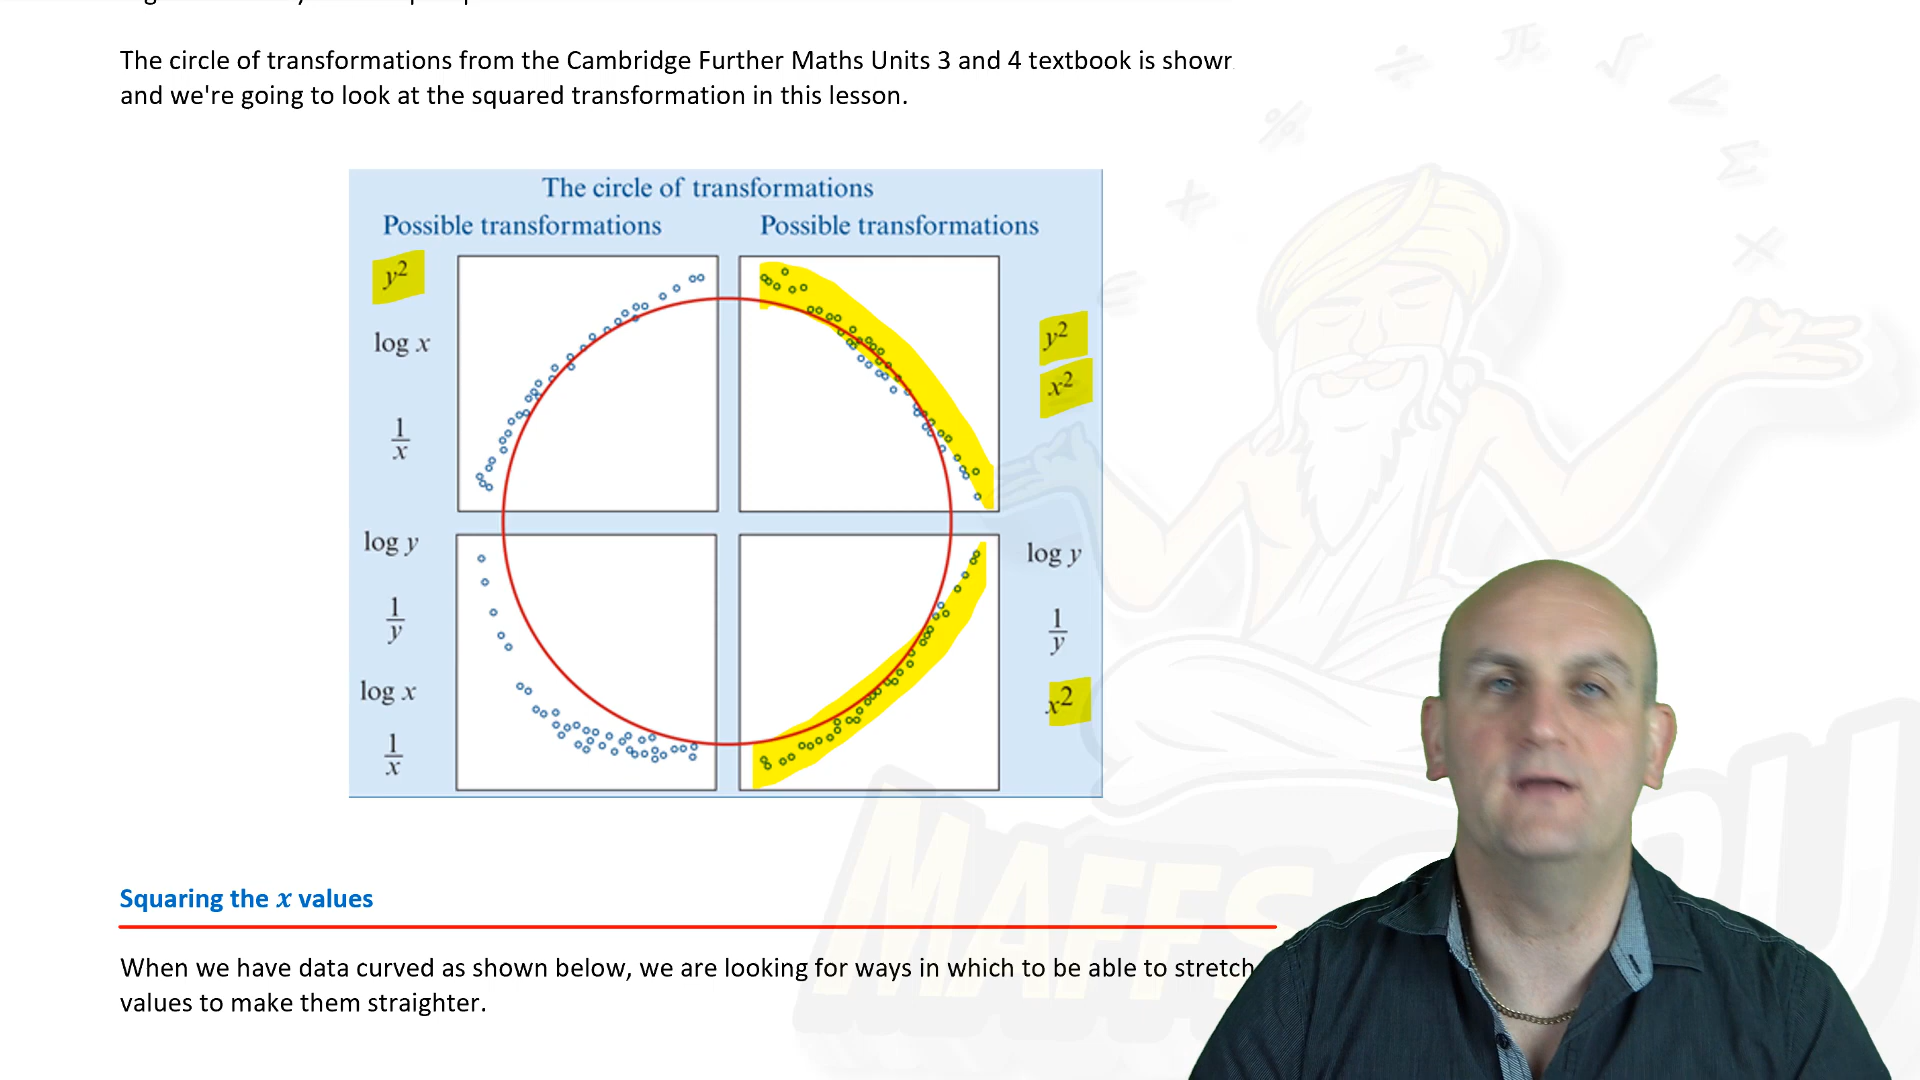 The circle of transformations from the Cambridge Further Maths Units 3 and 4 textbook is
and we're going to look at the squared transformation in this lesson.
The circle of transformations
Possible transformations Possible transformations
y²
log x
1/x
y²
x²
log y
1/y
log x
1/x
log y
1/y
x²
Squaring the x values
When we have data curved as shown below, we are looking for ways in which to be able to stretch
values to make them straighter.
MAFFS